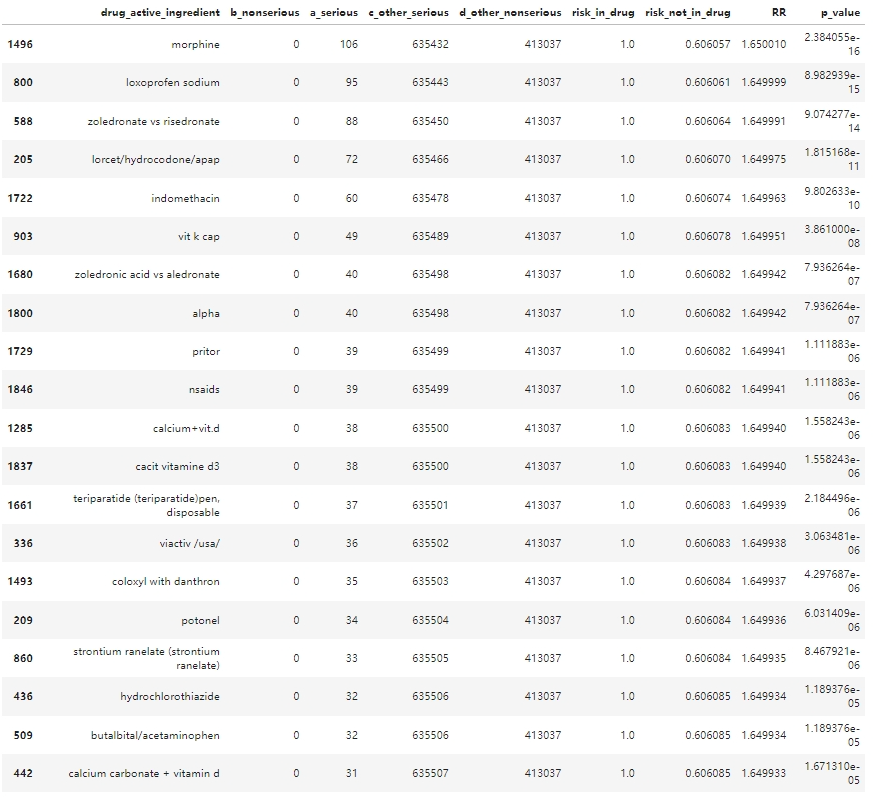 drug_active_ingredient b_nonserious a_serious c_other_serious d_other_nonserious risk_in_drug risk_not_in_drug RR p_value
1496 morphine 0 106 635432 413037 1.0 0.606057 1.650010 2.384055e-
16
800 loxoprofen sodium 0 95 635443 413037 1.0 0.606061 1.649999 8.982939e-
15
588 zoledronate vs risedronate 0 88 635450 413037 1.0 0.606064 1.649991 9.074277e-
14
205 lorcet/hydrocodone/apap 0 72 635466 413037 1.0 0.606070 1.649975 1.815168e-
11
1722 indomethacin 0 60 635478 413037 1.0 0.606074 1.649963 9.802633e-
10
903 vit k cap 0 49 635489 413037 1.0 0.606078 1.649951 3.861000e-
08
1680 zoledronic acid vs aledronate 0 40 635498 413037 1.0 0.606082 1.649942 7.936264e-
07
1800 alpha 0 40 635498 413037 1.0 0.606082 1.649942 7.936264e-
07
1729 pritor 0 39 635499 413037 1.0 0.606082 1.649941 1.111883e-
06
1846 nsaids 0 39 635499 413037 1.0 0.606082 1.649941 1.111883e-
06
1285 calcium+vit.d 0 38 635500 413037 1.0 0.606083 1.649940 1.558243e-
06
1837 cacit vitamine d3 0 38 635500 413037 1.0 0.606083 1.649940 1.558243e-
06
1661 teriparatide (teriparatide)pen, 0 37 635501 413037 1.0 0.606083 1.649939 2.184496e-
disposable 06
336 viactiv /usa/ 0 36 635502 413037 1.0 0.606083 1.649938 3.063481e-
06
1493 coloxyl with danthron 0 35 635503 413037 1.0 0.606084 1.649937 4.297687e-
06
209 potonel 0 34 635504 413037 1.0 0.606084 1.649936 6.031409e-
06
860 strontium ranelate (strontium 0 33 635505 413037 1.0 0.606084 1.649935 8.467921e-
ranelate) 06
436 hydrochlorothiazide 0 32 635506 413037 1.0 0.606085 1.649934 1.189376e-
05
509 butalbital/acetaminophen 0 32 635506 413037 1.0 0.606085 1.649934 1.189376e-
05
442 calcium carbonate + vitamin d 0 31 635507 413037 1.0 0.606085 1.649933 1.671310e-
05